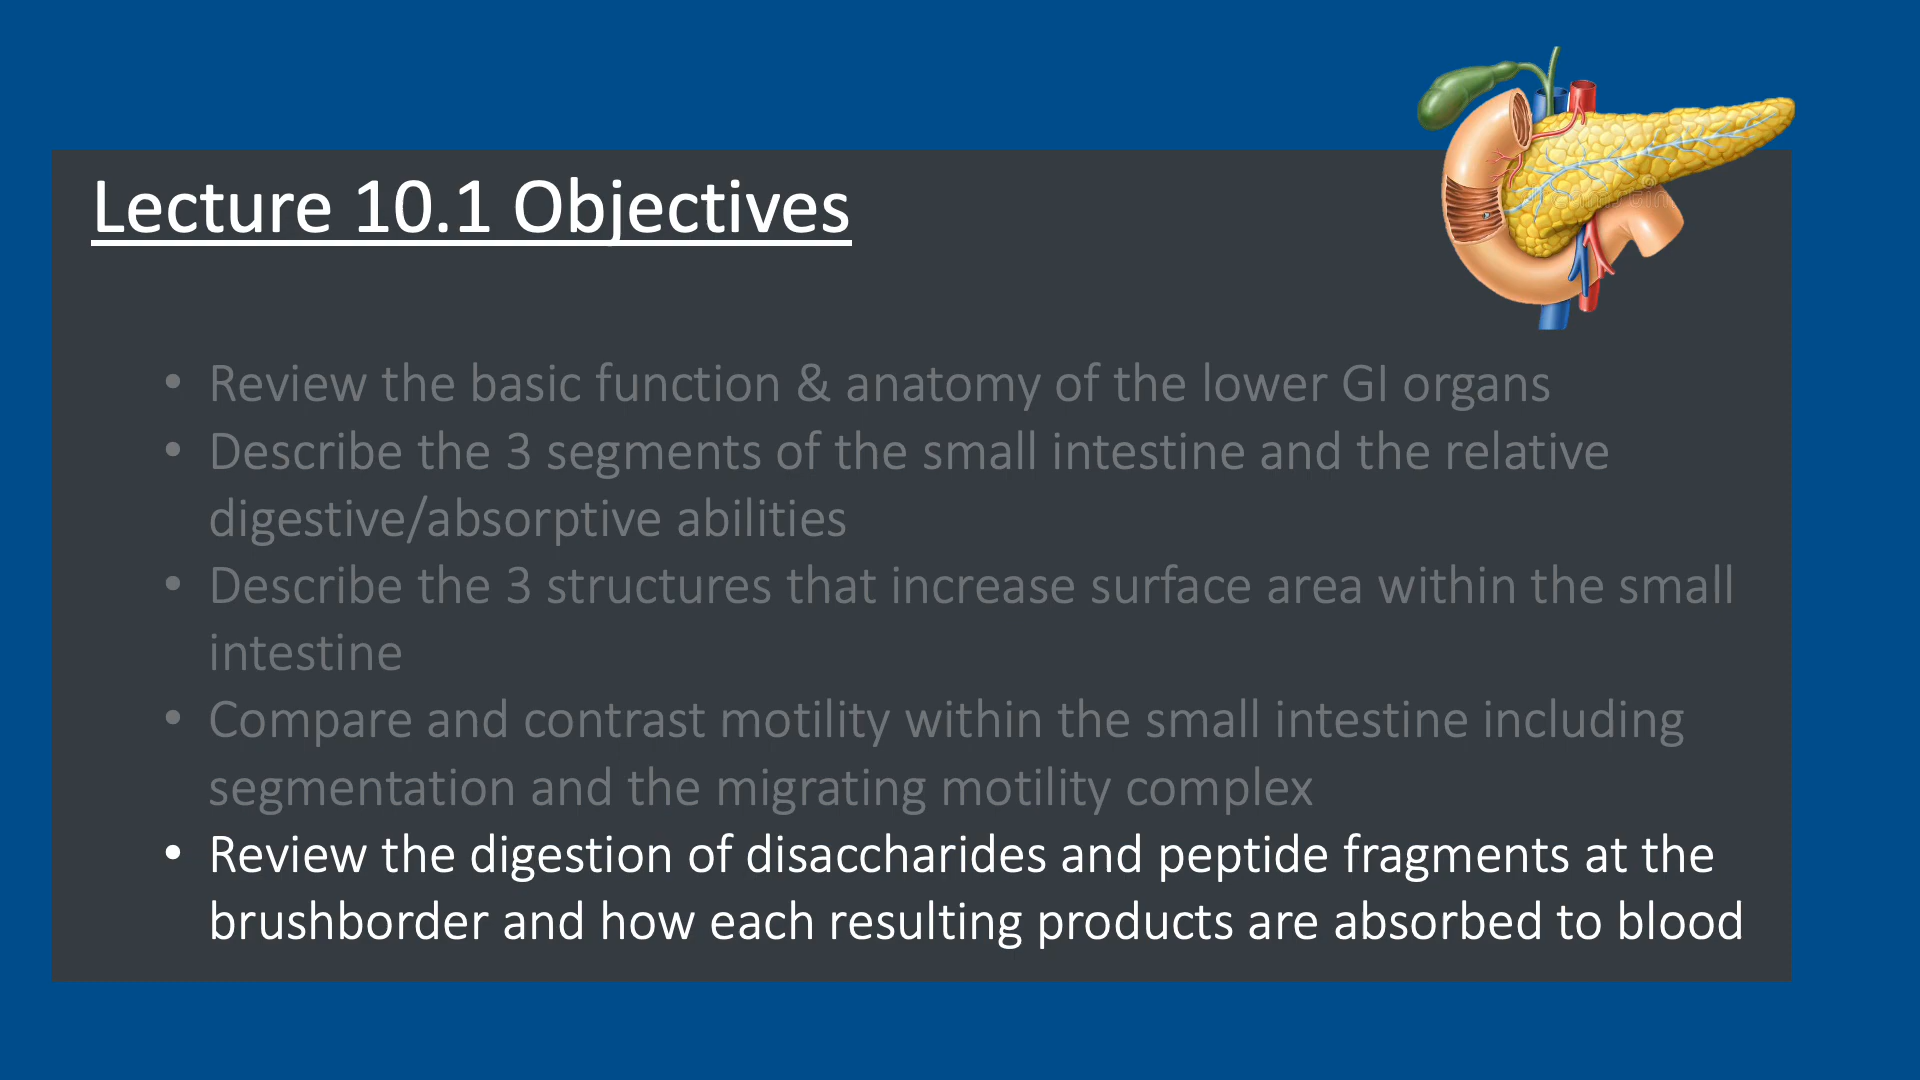 Lecture 10.1 Objectives
• Review the basic function & anatomy of the lower GI organs
• Describe the 3 segments of the small intestine and the relative
digestive/absorptive abilities
• Describe the 3 structures that increase surface area within the small
intestine
• Compare and contrast motility within the small intestine including
segmentation and the migrating motility complex
• Review the digestion of disaccharides and peptide fragments at the
brushborder and how each resulting products are absorbed to blood